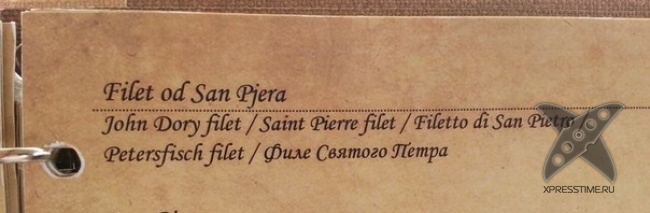 Filet od San Pjera
John Dory filet / Saint Pierre filet / Filetto di San Pietro /
Petersfisch filet / Филе Святого Петра
XPRESSTIME.RU